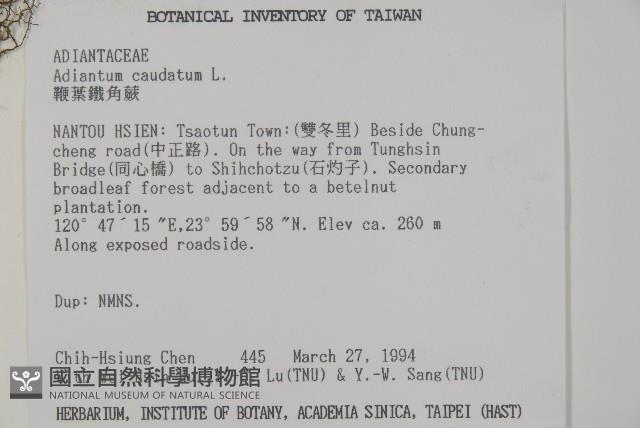 BOTANICAL INVENTORY OF TAIWAN
ADIANTACEAE
Adiantum caudatum L.
鞭葉鐵角蕨
NANTOU HSIEN: Tsaotun Town:(雙冬里) Beside Chung-
cheng road(中正路). On the way from Tunghsin
Bridge(同心橋) to Shihchotzu(石灼子). Secondary
broadleaf forest adjacent to a betelnut
plantation.
120° 47´15 "E,23° 59´58 "N. Elev ca. 260 m
Along exposed roadside.
Dup: NMNS.
Chih-Hsiung Chen 445 March 27, 1994
Lu(TNU) & Y.-W. Sang(TNU)
國立自然科學博物館
NATIONAL MUSEUM OF NATURAL SCIENCE
HERBARIUM, INSTITUTE OF BOTANY, ACADEMIA SINICA, TAIPEI (HAST)